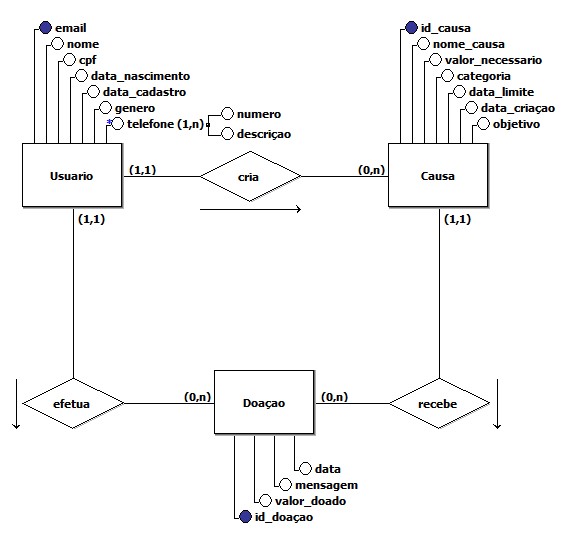 email
nome
cpf
data_nascimento
data_cadastro
genero
* telefone (1,n)
numero
descriçao
id_causa
nome_causa
valor_necessario
categoria
data_limite
data_criaçao
objetivo
Usuario
(1,1)
cria
(0,n)
Causa
(1,1)
(1,1)
efetua
(0,n)
Doaçao
(0,n)
recebe
data
mensagem
valor_doado
id_doaçao